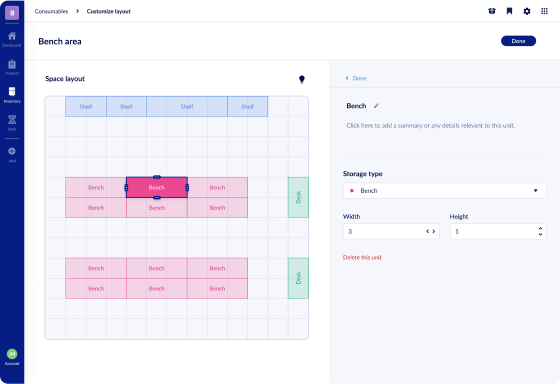 B
Consumables > Customize layout
Dashboard
Projects
Inventory
DNA
Add
JM
Account
Bench area
Done
Space layout
Shelf Shelf Shelf Shelf
Bench Bench Bench
Bench Bench Bench
Desk
Bench Bench Bench
Bench Bench Bench
Desk
< Done
Bench
Click here to add a summary or any details relevant to this unit.
Storage type
Bench
Width Height
3 1
Delete this unit